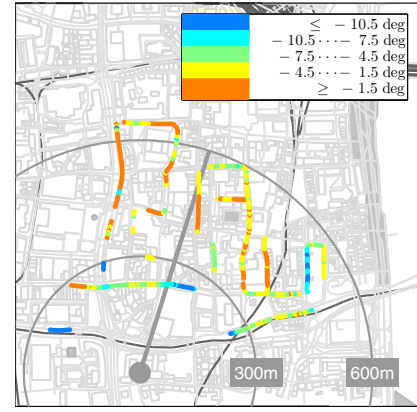 ≤ − 10.5 deg
− 10.5 · · · − 7.5 deg
− 7.5 · · · − 4.5 deg
− 4.5 · · · − 1.5 deg
≥ − 1.5 deg
300m 600m